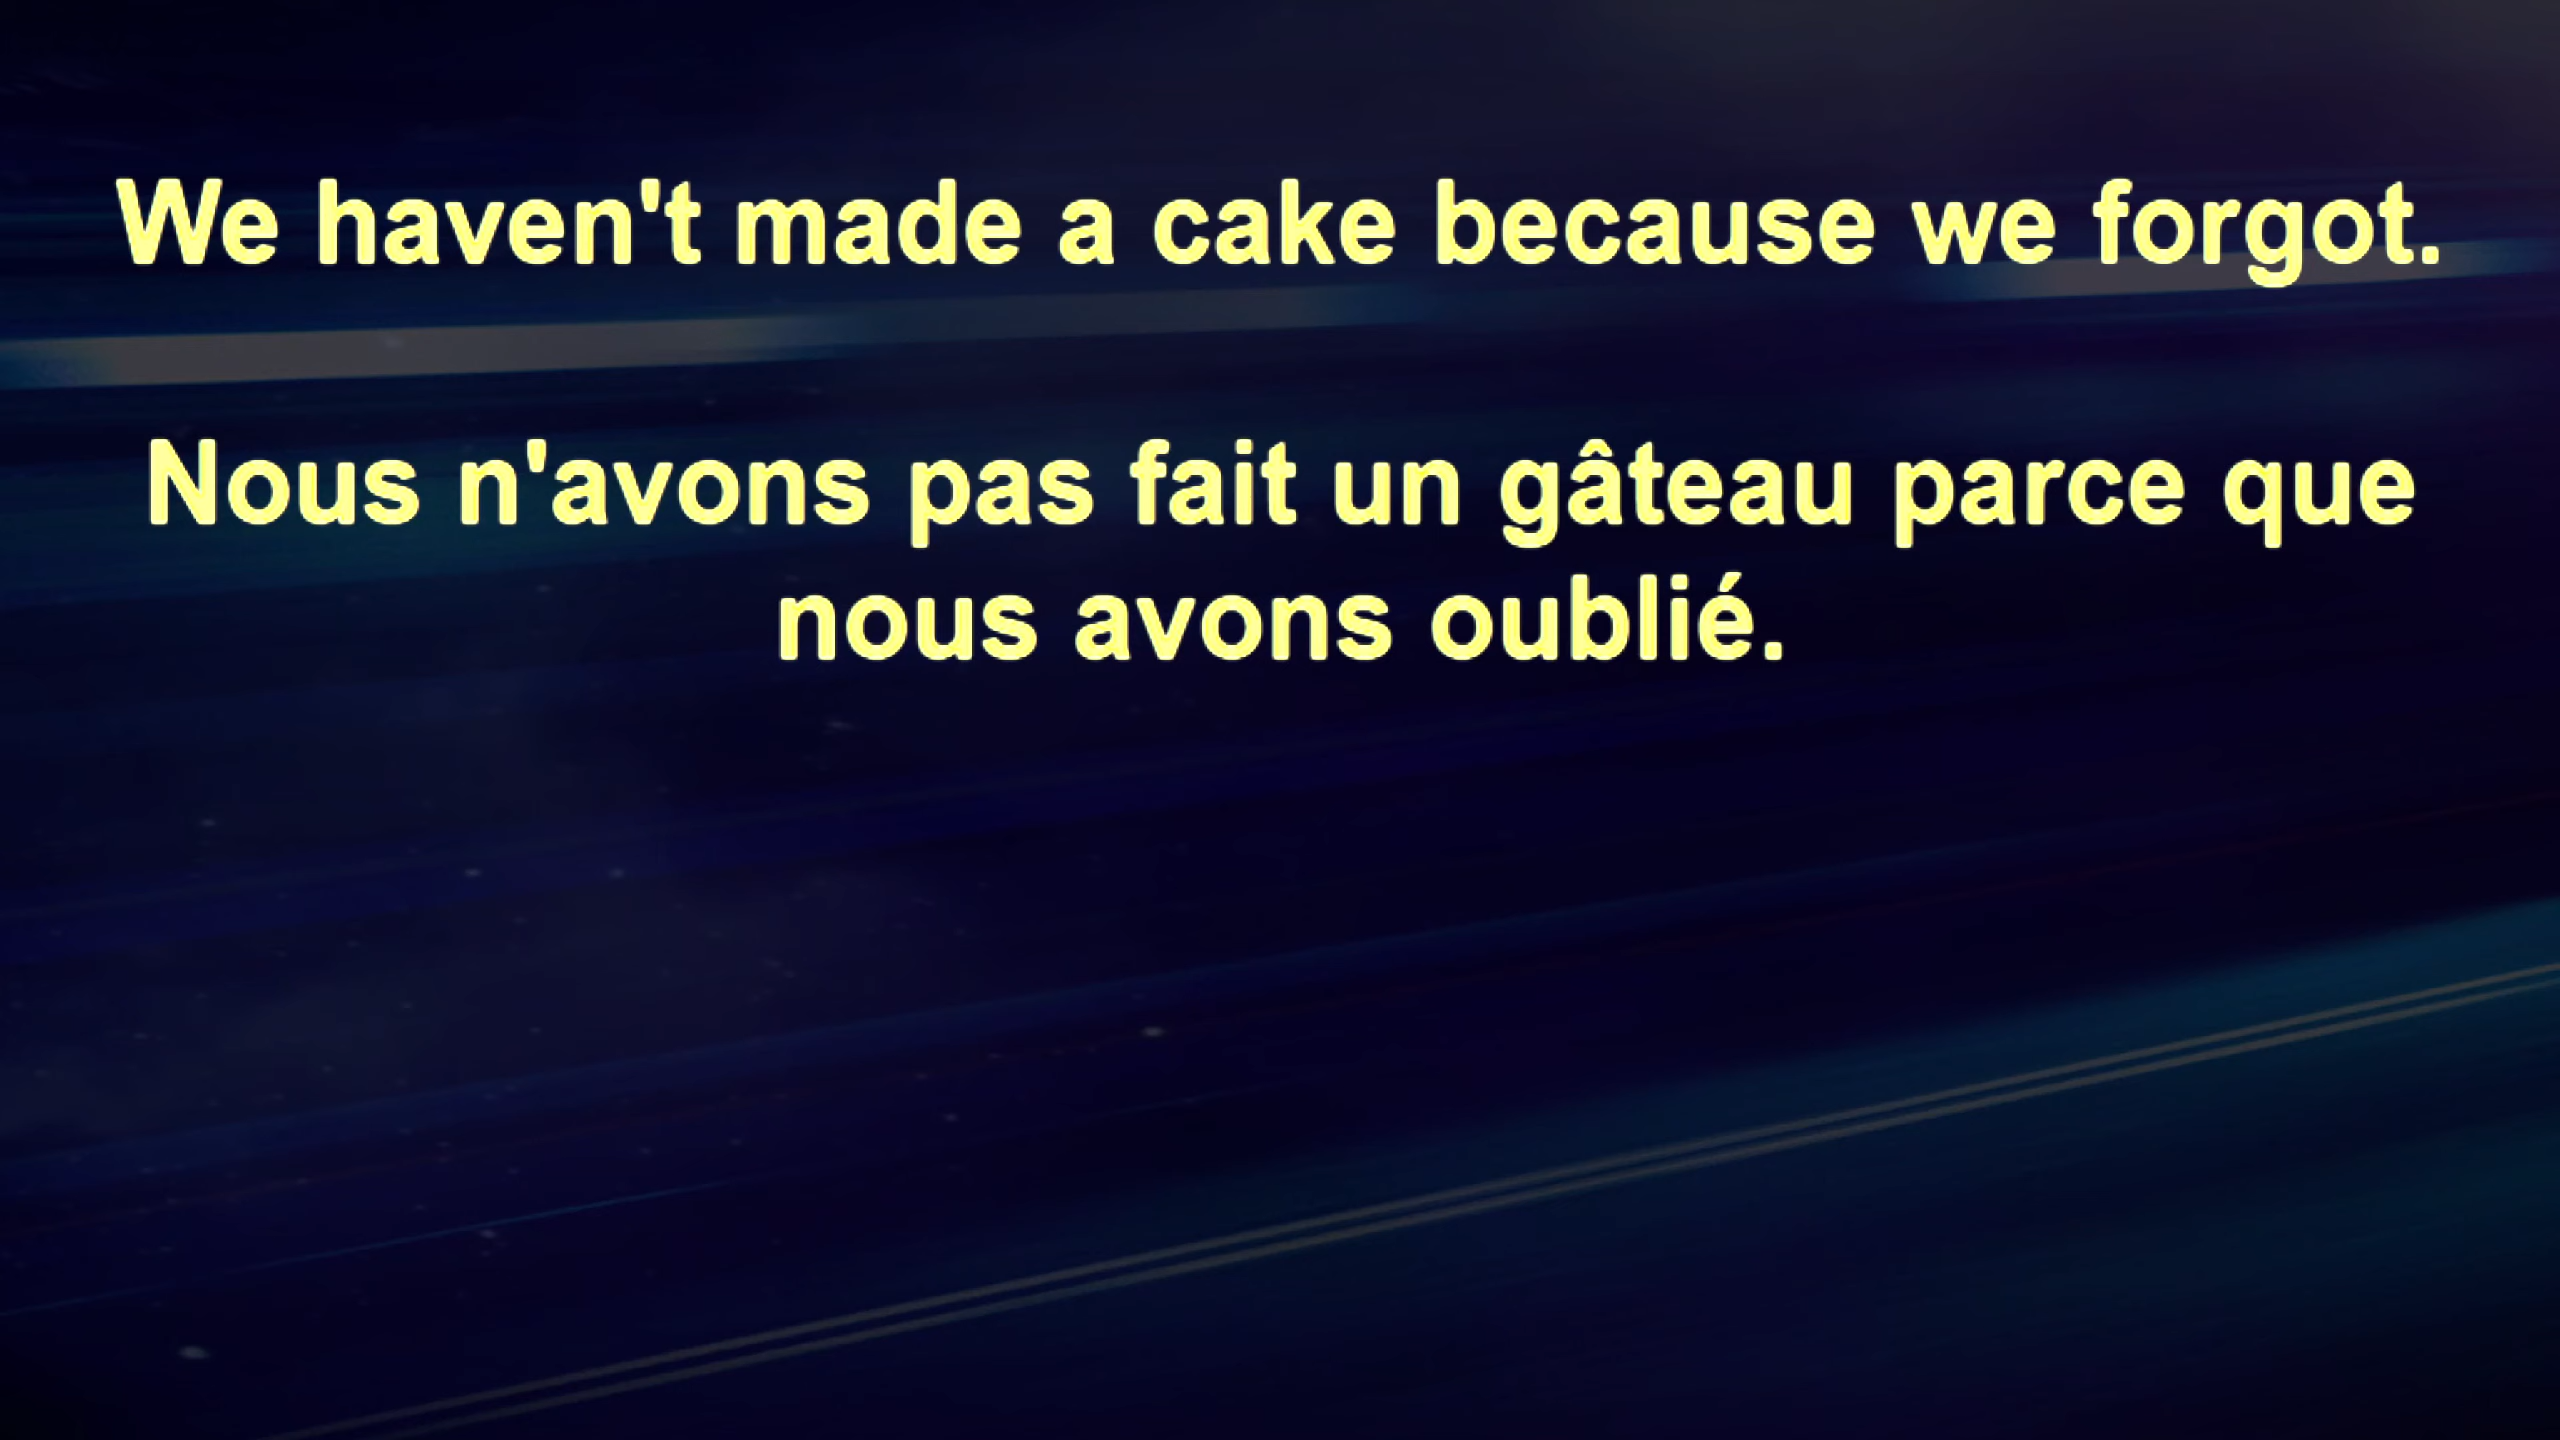 We haven't made a cake because we forgot.
Nous n'avons pas fait un gâteau parce que
nous avons oublié.